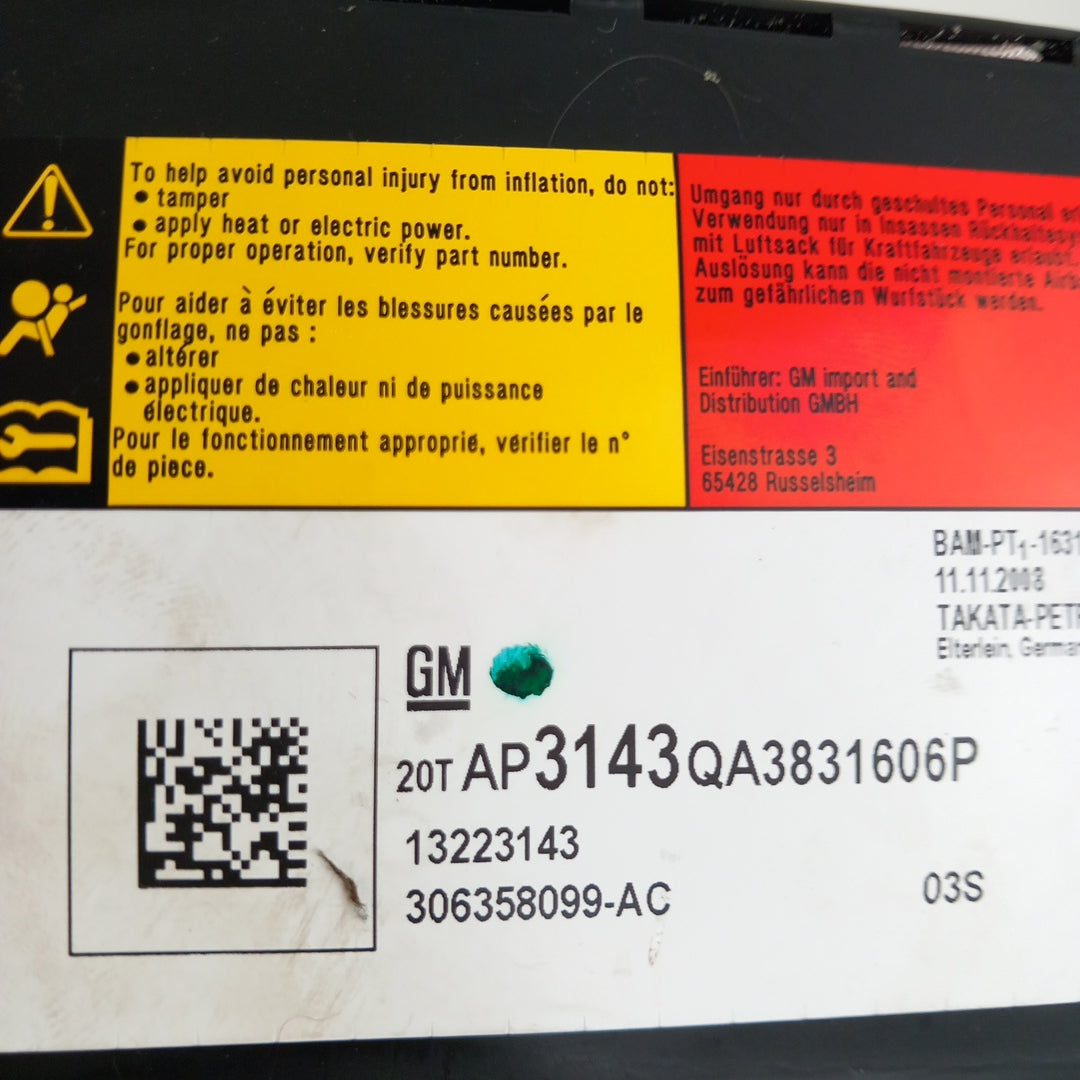 To help avoid personal injury from inflation, do not:
• tamper
• apply heat or electric power.
For proper operation, verify part number.
Pour aider à éviter les blessures causées par le
gonflage, ne pas :
• altérer
• appliquer de chaleur ni de puissance
électrique.
Pour le fonctionnement approprié, vérifier le n°
de piece.
Umgang nur durch geschultes Personal
Verwendung nur in Insassen
mit Luftsack für Kraftfahrzeuge erlaubt.
Auslösung kann die nicht montierte
zum gefährlichen Wurfstück werden.
Einführer: GM import and
Distribution GMBH
Eisenstrasse 3
65428 Russelsheim
BAM-PT₁-1631
11.11.2008
TAKATA-PETR
Elterlein, German
GM
20T AP3143QA3831606P
13223143
306358099-AC
03S